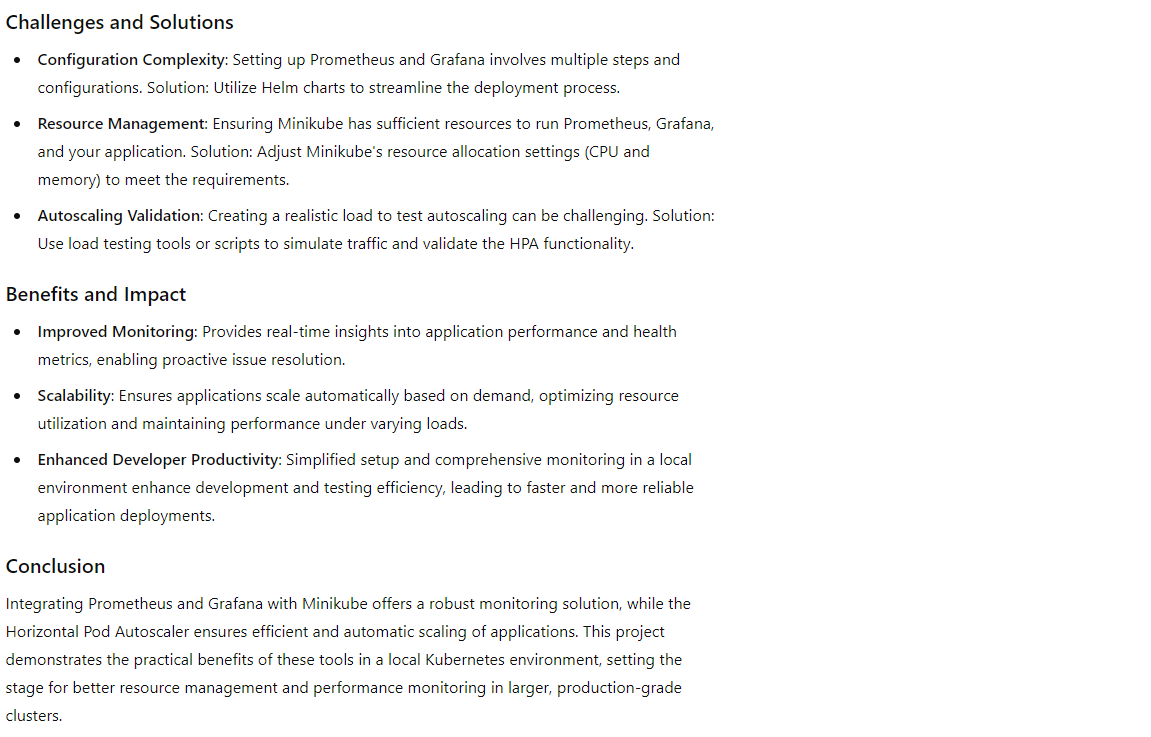 Challenges and Solutions
• Configuration Complexity: Setting up Prometheus and Grafana involves multiple steps and
configurations. Solution: Utilize Helm charts to streamline the deployment process.
• Resource Management: Ensuring Minikube has sufficient resources to run Prometheus, Grafana,
and your application. Solution: Adjust Minikube's resource allocation settings (CPU and
memory) to meet the requirements.
• Autoscaling Validation: Creating a realistic load to test autoscaling can be challenging. Solution:
Use load testing tools or scripts to simulate traffic and validate the HPA functionality.
Benefits and Impact
• Improved Monitoring: Provides real-time insights into application performance and health
metrics, enabling proactive issue resolution.
• Scalability: Ensures applications scale automatically based on demand, optimizing resource
utilization and maintaining performance under varying loads.
• Enhanced Developer Productivity: Simplified setup and comprehensive monitoring in a local
environment enhance development and testing efficiency, leading to faster and more reliable
application deployments.
Conclusion
Integrating Prometheus and Grafana with Minikube offers a robust monitoring solution, while the
Horizontal Pod Autoscaler ensures efficient and automatic scaling of applications. This project
demonstrates the practical benefits of these tools in a local Kubernetes environment, setting the
stage for better resource management and performance monitoring in larger, production-grade
clusters.